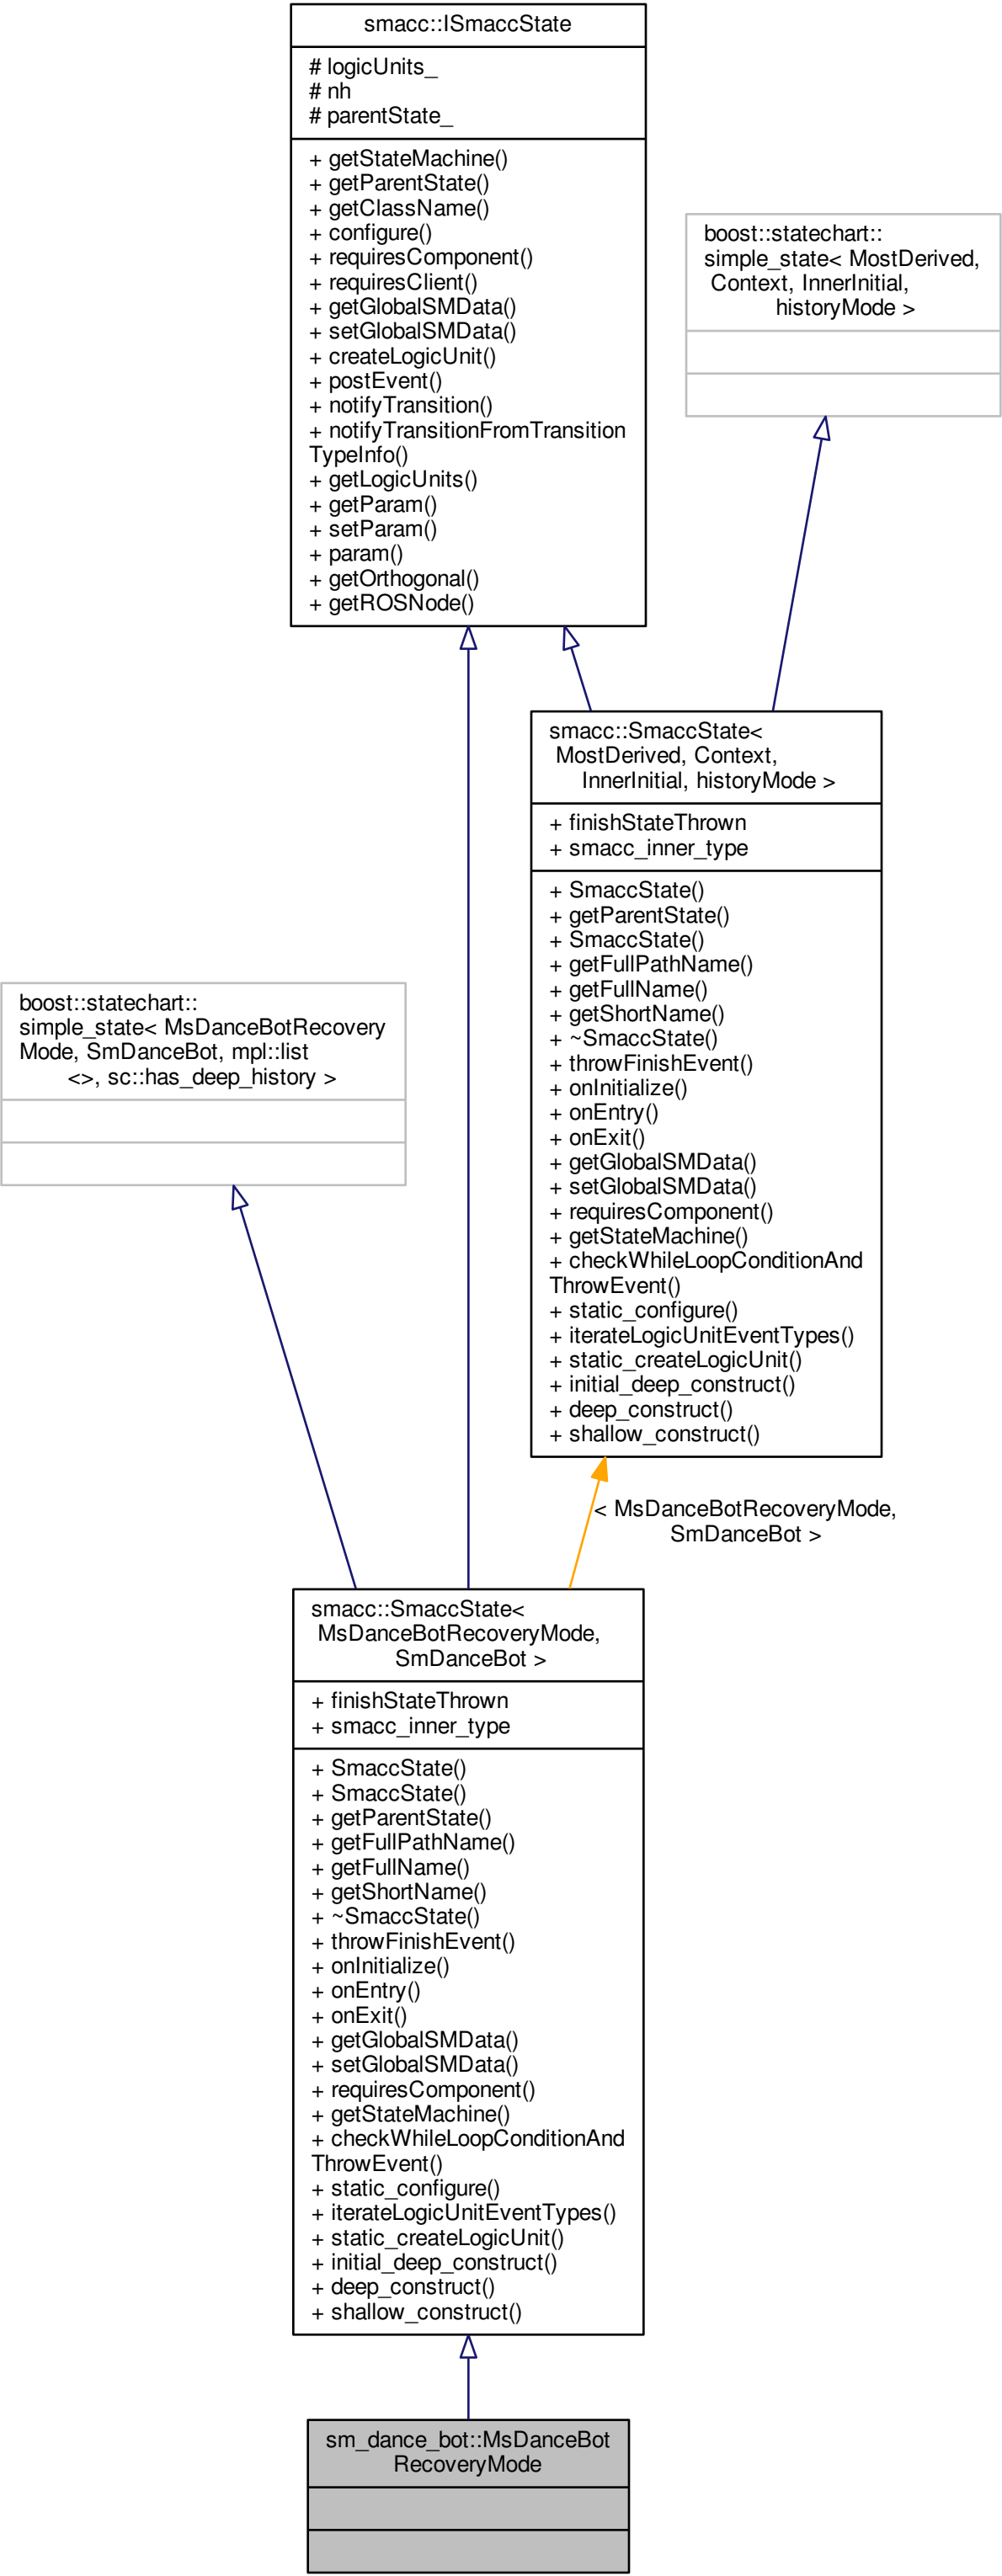 smacc::ISmaccState
# logicUnits_
# nh
# parentState_
+ getStateMachine()
+ getParentState()
+ getClassName()
+ configure()
+ requiresComponent()
+ requiresClient()
+ getGlobalSMData()
+ setGlobalSMData()
+ createLogicUnit()
+ postEvent()
+ notifyTransition()
+ notifyTransitionFromTransition
TypeInfo()
+ getLogicUnits()
+ getParam()
+ setParam()
+ param()
+ getOrthogonal()
+ getROSNode()
boost::statechart::
simple_state< MostDerived,
Context, InnerInitial,
historyMode >
smacc::SmaccState<
MostDerived, Context,
InnerInitial, historyMode >
+ finishStateThrown
+ smacc_inner_type
+ SmaccState()
+ getParentState()
+ SmaccState()
+ getFullPathName()
+ getFullName()
+ getShortName()
+ ~SmaccState()
+ throwFinishEvent()
+ onInitialize()
+ onEntry()
+ onExit()
+ getGlobalSMData()
+ setGlobalSMData()
+ requiresComponent()
+ getStateMachine()
+ checkWhileLoopConditionAnd
ThrowEvent()
+ static_configure()
+ iterateLogicUnitEventTypes()
+ static_createLogicUnit()
+ initial_deep_construct()
+ deep_construct()
+ shallow_construct()
boost::statechart::
simple_state< MsDanceBotRecovery
Mode, SmDanceBot, mpl::list
<>, sc::has_deep_history >
< MsDanceBotRecoveryMode,
SmDanceBot >
smacc::SmaccState<
MsDanceBotRecoveryMode,
SmDanceBot >
+ finishStateThrown
+ smacc_inner_type
+ SmaccState()
+ SmaccState()
+ getParentState()
+ getFullPathName()
+ getFullName()
+ getShortName()
+ ~SmaccState()
+ throwFinishEvent()
+ onInitialize()
+ onEntry()
+ onExit()
+ getGlobalSMData()
+ setGlobalSMData()
+ requiresComponent()
+ getStateMachine()
+ checkWhileLoopConditionAnd
ThrowEvent()
+ static_configure()
+ iterateLogicUnitEventTypes()
+ static_createLogicUnit()
+ initial_deep_construct()
+ deep_construct()
+ shallow_construct()
sm_dance_bot::MsDanceBot
RecoveryMode